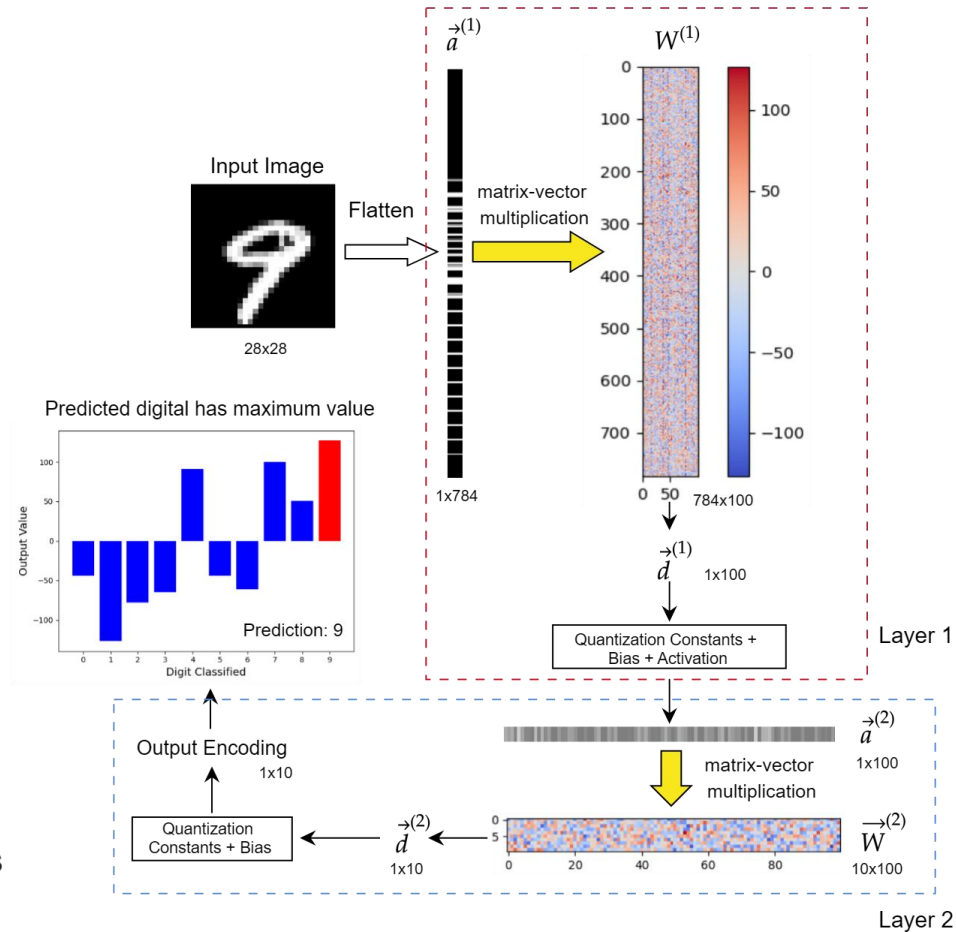 a⃗⁽¹⁾
W⁽¹⁾
0
100
200
300
400
500
600
700
0 50
784x100
100
50
0
−50
−100
Input Image
28x28
Flatten
matrix-vector
multiplication
1x784
d⃗⁽¹⁾
1x100
Quantization Constants +
Bias + Activation
Layer 1
Predicted digital has maximum value
Output Value
100
50
0
−50
−100
Prediction: 9
0 1 2 3 4 5 6 7 8 9
Digit Classified
a⃗⁽²⁾
1x100
matrix-vector
multiplication
0
5
0 20 40 60 80
W⃗⁽²⁾
10x100
d⃗⁽²⁾
1x10
Quantization
Constants + Bias
Output Encoding
1x10
Layer 2
s